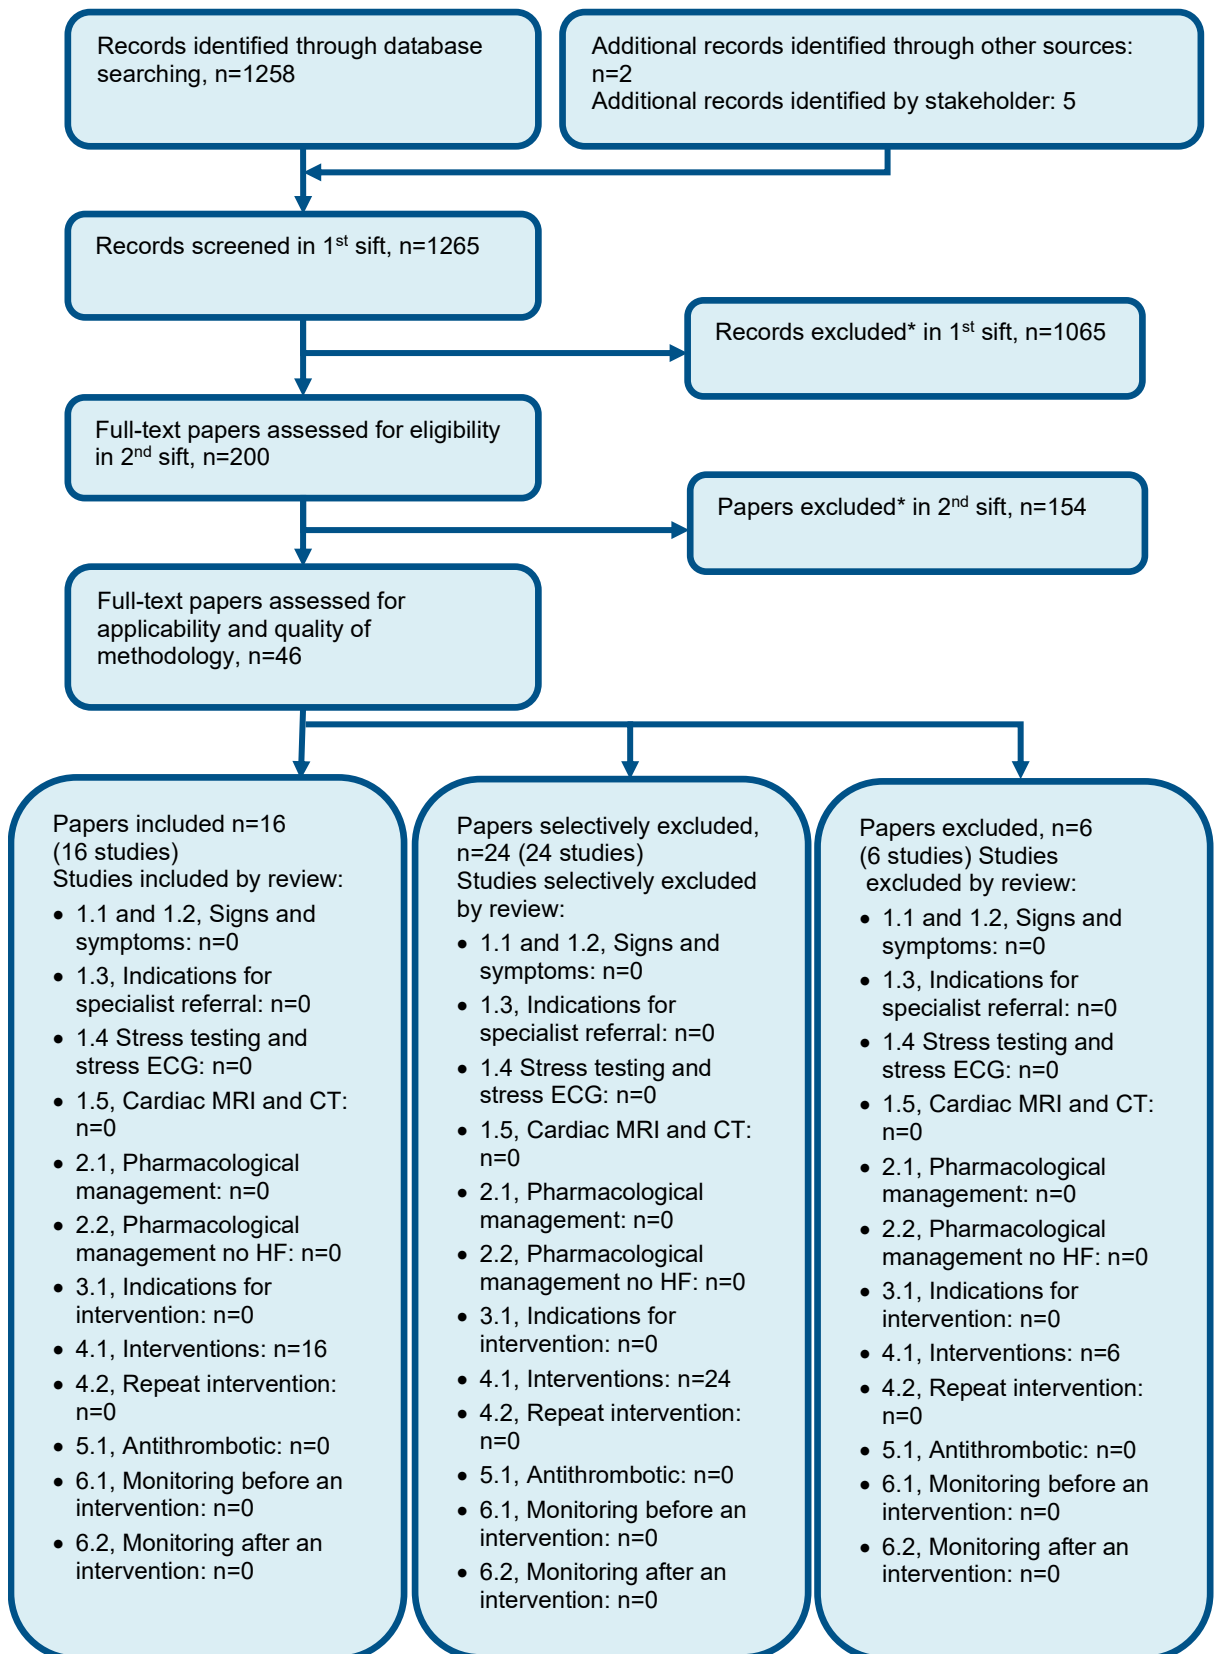 Records identified through database
searching, n=1258
Additional records identified through other sources:
n=2
Additional records identified by stakeholder: 5
Records screened in 1st sift, n=1265
Records excluded* in 1st sift, n=1065
Full-text papers assessed for eligibility
in 2nd sift, n=200
Papers excluded* in 2nd sift, n=154
Full-text papers assessed for
applicability and quality of
methodology, n=46
Papers included n=16
(16 studies)
Studies included by review:
• 1.1 and 1.2, Signs and
symptoms: n=0
• 1.3, Indications for
specialist referral: n=0
• 1.4 Stress testing and
stress ECG: n=0
• 1.5, Cardiac MRI and CT:
n=0
• 2.1, Pharmacological
management: n=0
• 2.2, Pharmacological
management no HF: n=0
• 3.1, Indications for
intervention: n=0
• 4.1, Interventions: n=16
• 4.2, Repeat intervention:
n=0
• 5.1, Antithrombotic: n=0
• 6.1, Monitoring before an
intervention: n=0
• 6.2, Monitoring after an
intervention: n=0
Papers selectively excluded,
n=24 (24 studies)
Studies selectively excluded
by review:
• 1.1 and 1.2, Signs and
symptoms: n=0
• 1.3, Indications for
specialist referral: n=0
• 1.4 Stress testing and
stress ECG: n=0
• 1.5, Cardiac MRI and CT:
n=0
• 2.1, Pharmacological
management: n=0
• 2.2, Pharmacological
management no HF: n=0
• 3.1, Indications for
intervention: n=0
• 4.1, Interventions: n=24
• 4.2, Repeat intervention:
n=0
• 5.1, Antithrombotic: n=0
• 6.1, Monitoring before an
intervention: n=0
• 6.2, Monitoring after an
intervention: n=0
Papers excluded, n=6
(6 studies) Studies
excluded by review:
• 1.1 and 1.2, Signs and
symptoms: n=0
• 1.3, Indications for
specialist referral: n=0
• 1.4 Stress testing and
stress ECG: n=0
• 1.5, Cardiac MRI and CT:
n=0
• 2.1, Pharmacological
management: n=0
• 2.2, Pharmacological
management no HF: n=0
• 3.1, Indications for
intervention: n=0
• 4.1, Interventions: n=6
• 4.2, Repeat intervention:
n=0
• 5.1, Antithrombotic: n=0
• 6.1, Monitoring before an
intervention: n=0
• 6.2, Monitoring after an
intervention: n=0